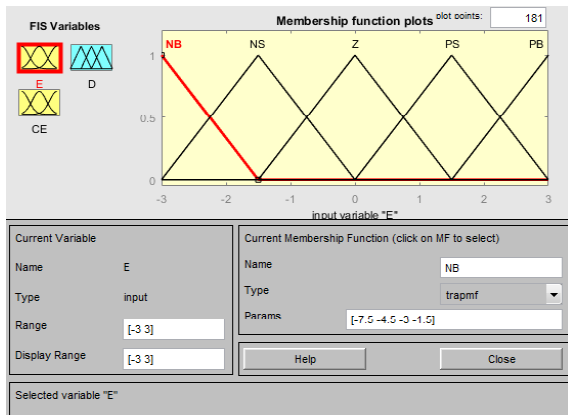 FIS Variables
Membership function plots
plot points:
181
E
D
CE
NB
NS
Z
PS
PB
1
0.5
0
-3
-2
-1
0
1
2
3
input variable "E"
Current Variable
Name
E
Type
input
Range
[-3 3]
Display Range
[-3 3]
Current Membership Function (click on MF to select)
Name
NB
Type
trapmf
Params
[-7.5 -4.5 -3 -1.5]
Help
Close
Selected variable "E"